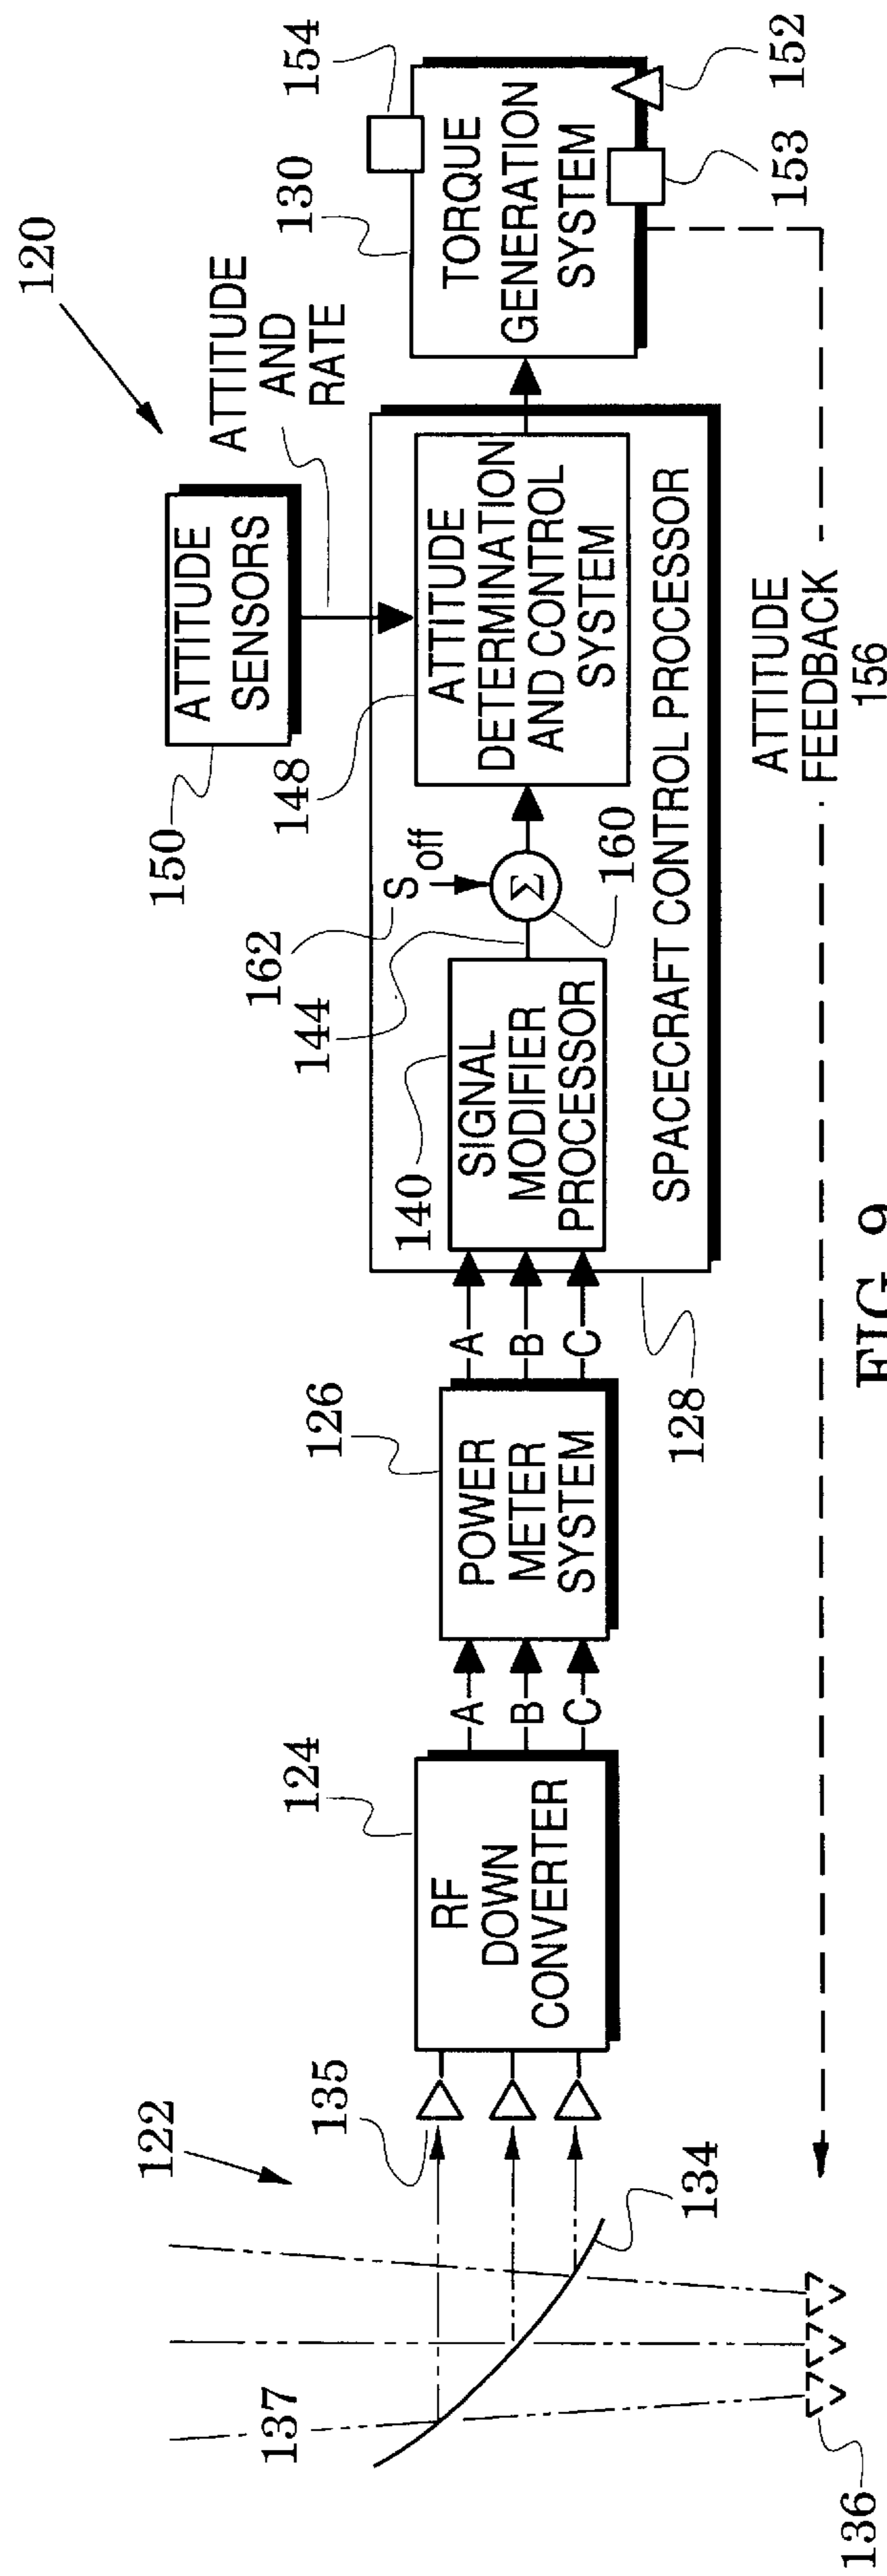 120
122
137
134
136
135
124
RF
DOWN
CONVERTER
A
B
C
126
POWER
METER
SYSTEM
A
B
C
128
140
SIGNAL
MODIFIER
PROCESSOR
144
162
S off
Σ
160
148
ATTITUDE
DETERMINATION
AND CONTROL
SYSTEM
SPACECRAFT CONTROL PROCESSOR
150
ATTITUDE
SENSORS
ATTITUDE
AND
RATE
130
TORQUE
GENERATION
SYSTEM
154
153
152
ATTITUDE
FEEDBACK
156
FIG. 9